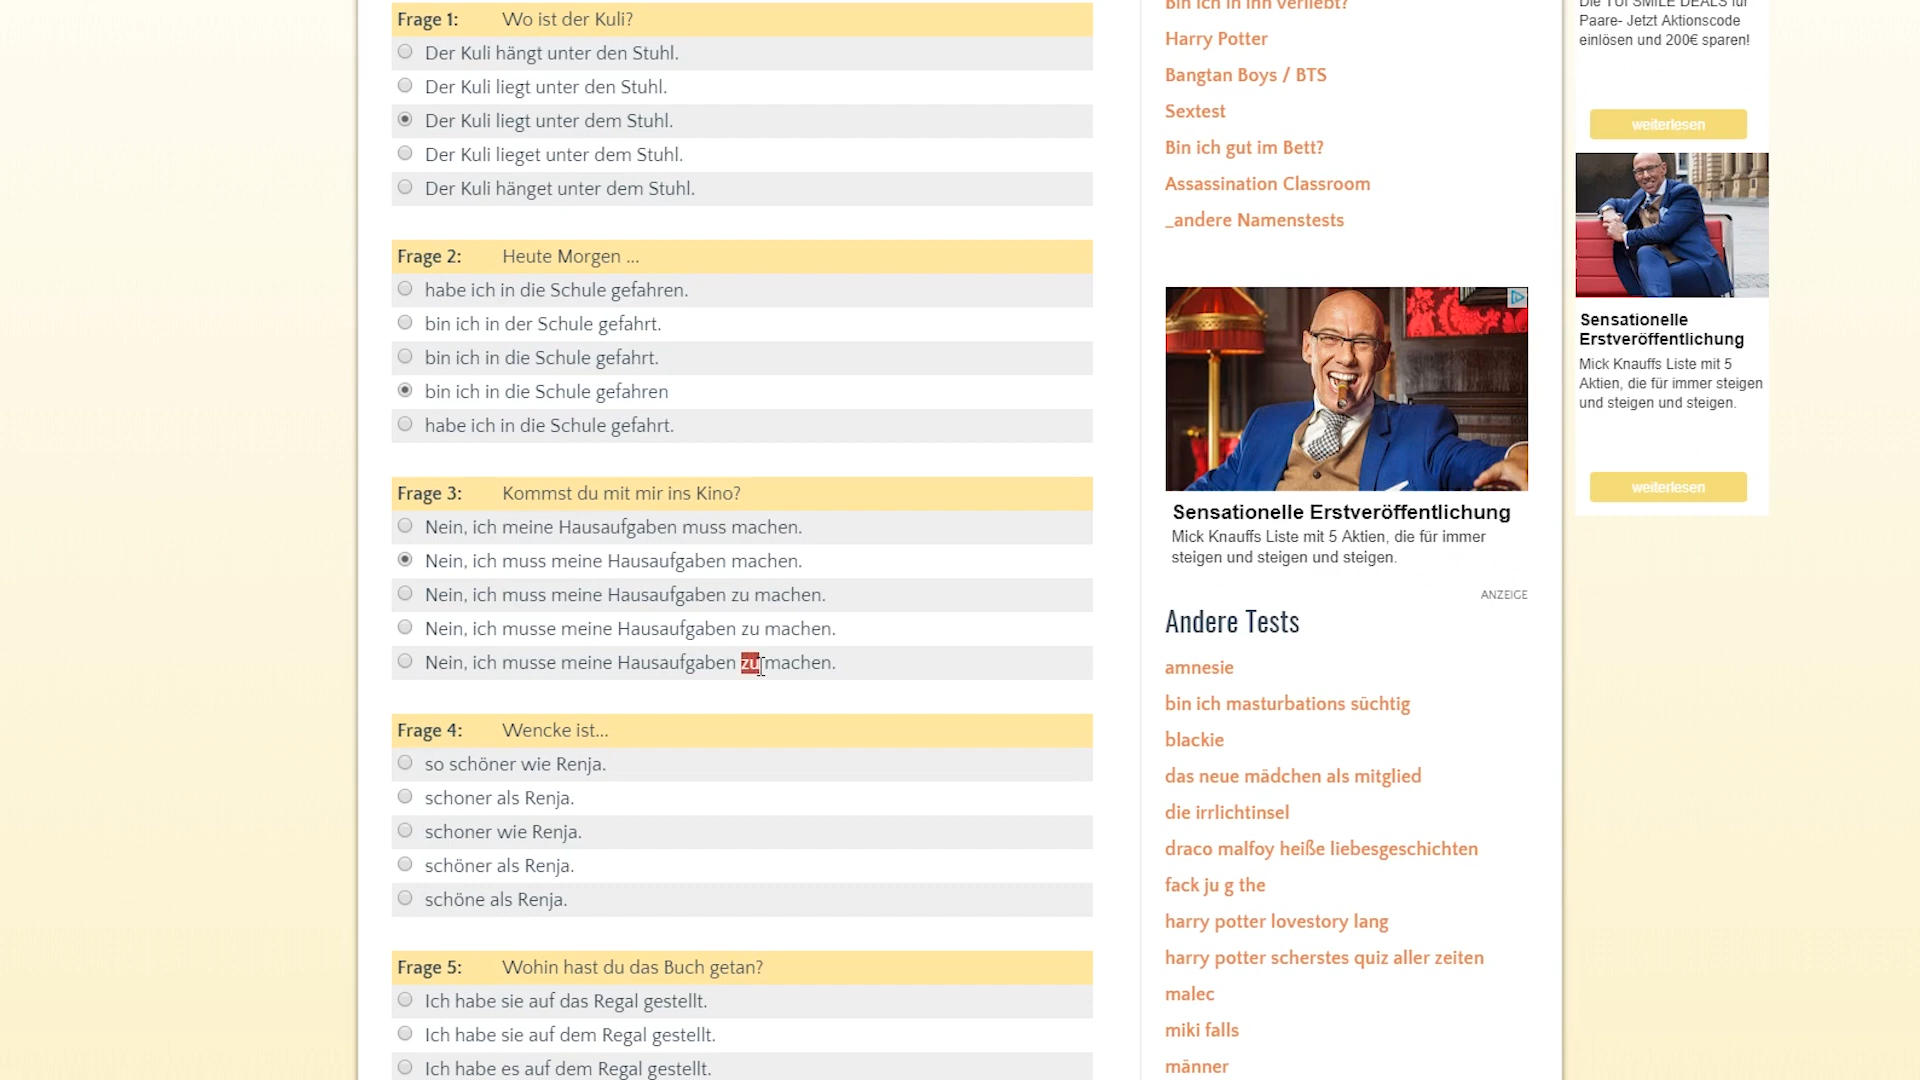 Frage 1: Wo ist der Kuli?
Der Kuli hängt unter den Stuhl.
Der Kuli liegt unter den Stuhl.
Der Kuli liegt unter dem Stuhl.
Der Kuli lieget unter dem Stuhl.
Der Kuli hänget unter dem Stuhl.
Frage 2: Heute Morgen ...
habe ich in die Schule gefahren.
bin ich in der Schule gefahrt.
bin ich in die Schule gefahrt.
bin ich in die Schule gefahren
habe ich in die Schule gefahrt.
Frage 3: Kommst du mit mir ins Kino?
Nein, ich meine Hausaufgaben muss machen.
Nein, ich muss meine Hausaufgaben machen.
Nein, ich muss meine Hausaufgaben zu machen.
Nein, ich musse meine Hausaufgaben zu machen.
Nein, ich musse meine Hausaufgaben zu machen.
Frage 4: Wencke ist...
so schöner wie Renja.
schoner als Renja.
schoner wie Renja.
schöner als Renja.
schöne als Renja.
Frage 5: Wohin hast du das Buch getan?
Ich habe sie auf das Regal gestellt.
Ich habe sie auf dem Regal gestellt.
Ich habe es auf dem Regal gestellt.
Bin ich in ihn verliebt?
Harry Potter
Bangtan Boys / BTS
Sextest
Bin ich gut im Bett?
Assassination Classroom
_andere Namenstests
Sensationelle Erstveröffentlichung
Mick Knauffs Liste mit 5 Aktien, die für immer
steigen und steigen und steigen.
ANZEIGE
Andere Tests
amnesie
bin ich masturbations süchtig
blackie
das neue mädchen als mitglied
die irrlichtinsel
draco malfoy heiße liebesgeschichten
fack ju g the
harry potter lovestory lang
harry potter scherstes quiz aller zeiten
malec
miki falls
männer
Die TUI SMILE DEALS für
Paare- Jetzt Aktionscode
einlösen und 200€ sparen!
weiterlesen
Sensationelle
Erstveröffentlichung
Mick Knauffs Liste mit 5
Aktien, die für immer steigen
und steigen und steigen.
weiterlesen